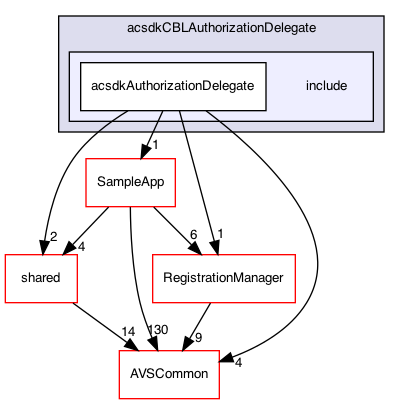 acsdkCBLAuthorizationDelegate
acsdkAuthorizationDelegate
include
1
SampleApp
2
4
6
1
shared
RegistrationManager
14
130
9
AVSCommon
4